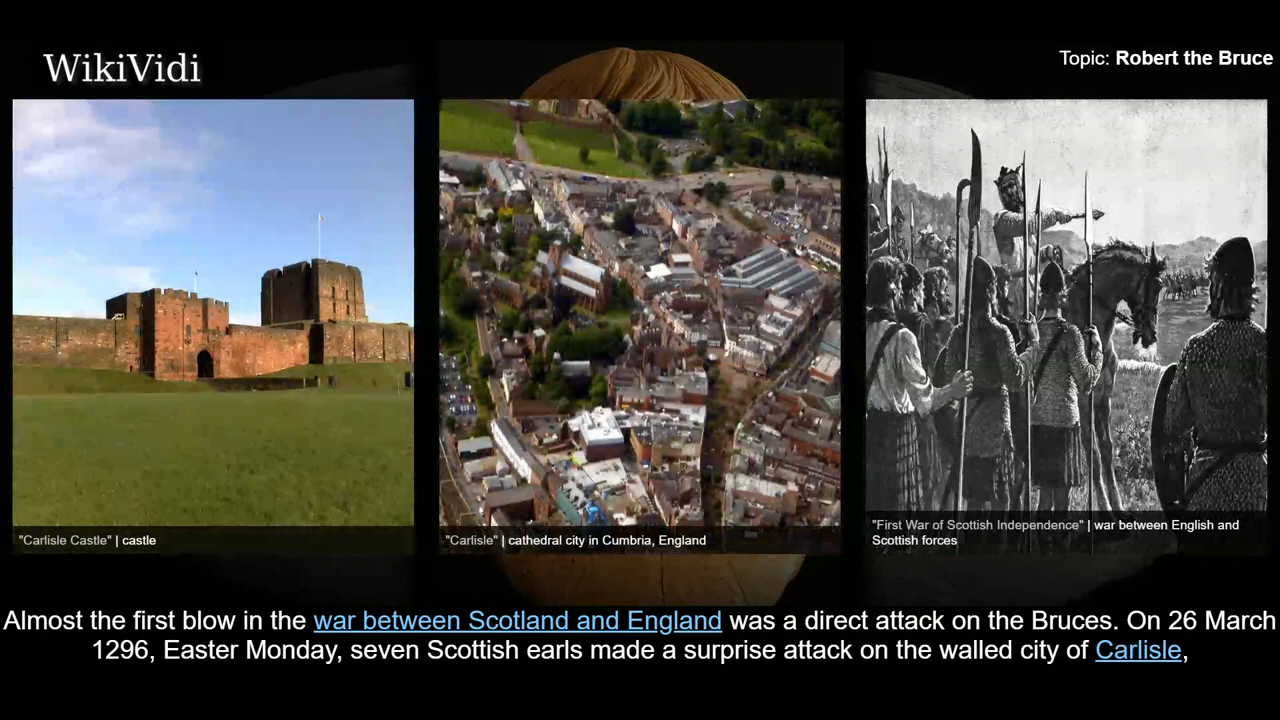 WikiVidi
Topic: Robert the Bruce
"Carlisle Castle" | castle
"Carlisle" | cathedral city in Cumbria, England
"First War of Scottish Independence" | war between English and
Scottish forces
Almost the first blow in the war between Scotland and England was a direct attack on the Bruces. On 26 March
1296, Easter Monday, seven Scottish earls made a surprise attack on the walled city of Carlisle,